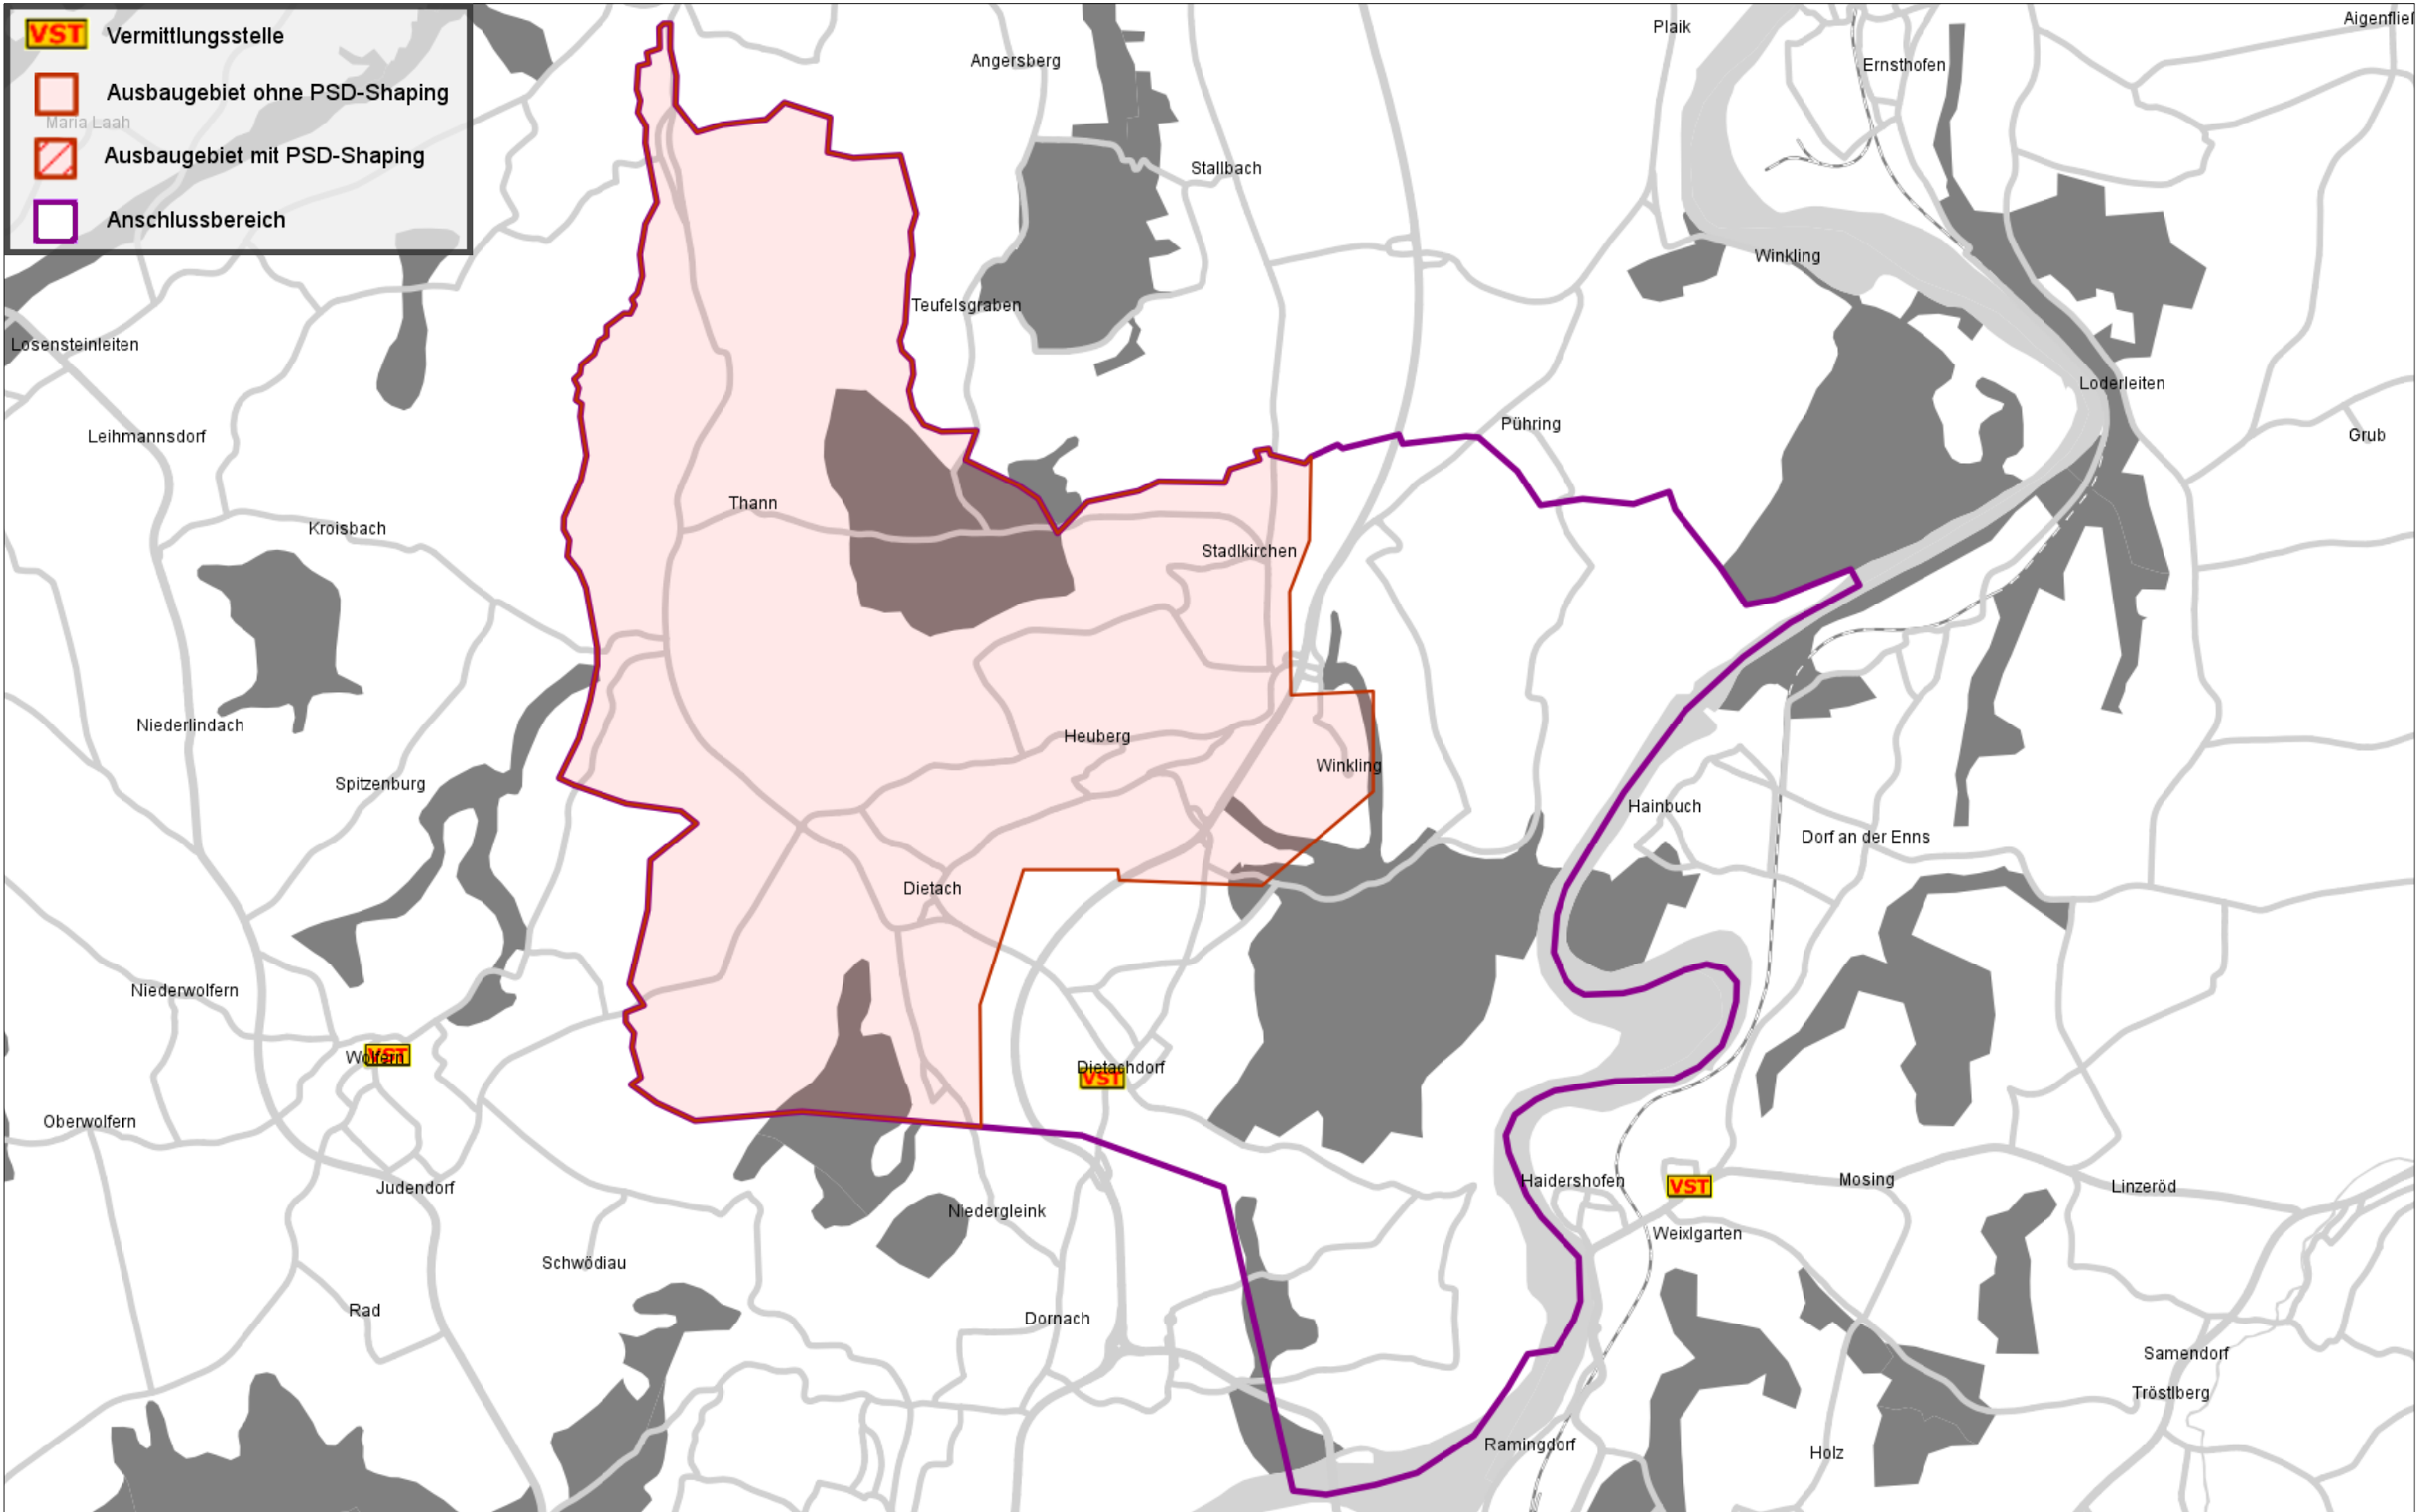 VST Vermittlungsstelle
Ausbaugebiet ohne PSD-Shaping
Maria Laah
Ausbaugebiet mit PSD-Shaping
Anschlussbereich
Plaik
Aigenflie
Angersberg
Ernsthofen
Stallbach
Winkling
Teufelsgraben
Losensteinleiten
Loderleiten
Leihmannsdorf
Pühring
Grub
Thann
Kroisbach
Stadlkirchen
Niederlindach
Heuberg
Winkling
Spitzenburg
Hainbuch
Dorf an der Enns
Dietach
Niederwolfern
Wolfern
VST
Dietachdorf
VST
Oberwolfern
Haidershofen
VST
Mosing
Linzeröd
Judendorf
Niedergleink
Weixlgarten
Schwödiau
Rad
Dornach
Samendorf
Tröstlberg
Ramingdorf
Holz